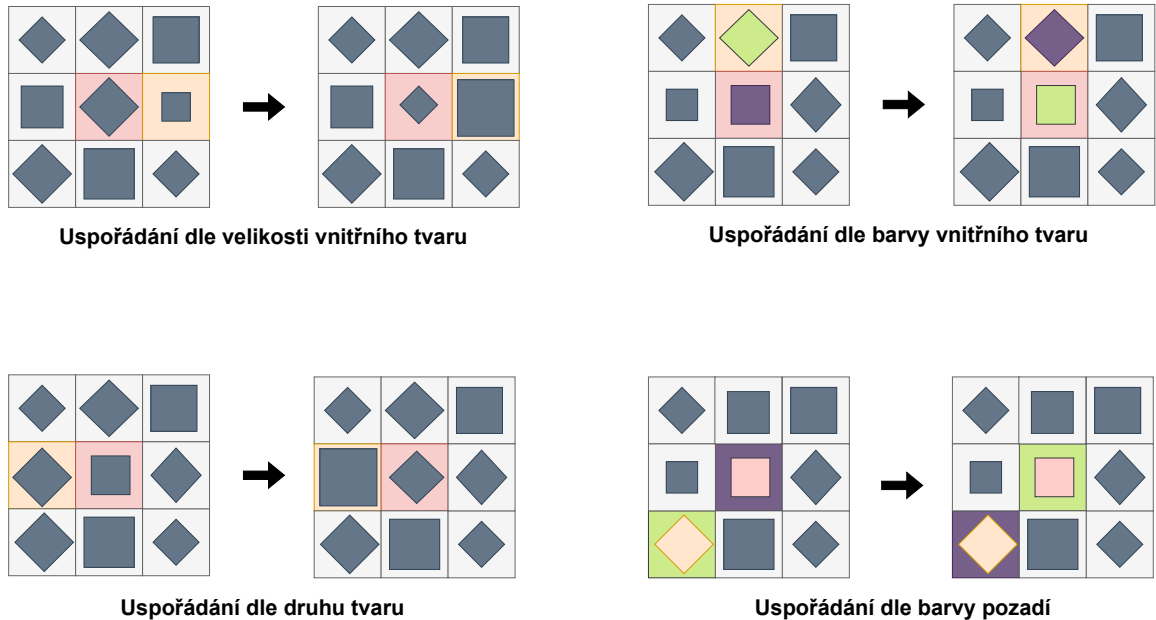 Uspořádání dle velikosti vnitřního tvaru
Uspořádání dle barvy vnitřního tvaru
Uspořádání dle druhu tvaru
Uspořádání dle barvy pozadí